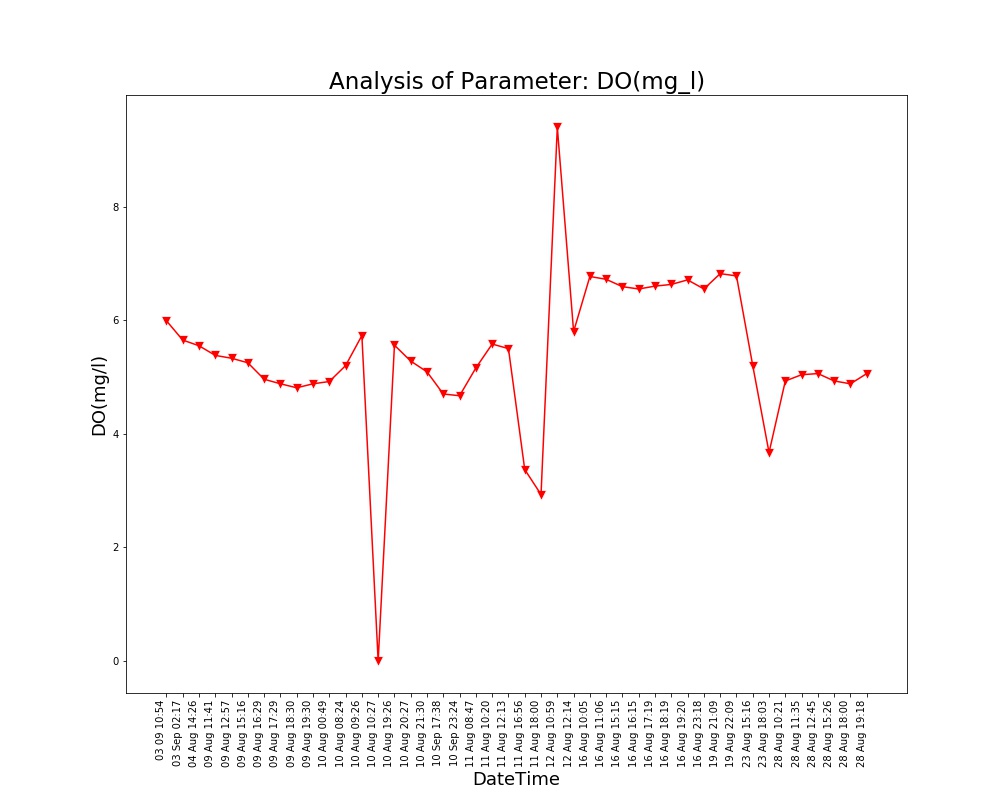 Analysis of Parameter: DO(mg_l)
DO(mg/l)
8
6
4
2
0
03 09 10:54
03 Sep 02:17
04 Aug 14:26
09 Aug 11:41
09 Aug 12:57
09 Aug 15:16
09 Aug 16:29
09 Aug 17:29
09 Aug 18:30
09 Aug 19:30
10 Aug 00:49
10 Aug 08:24
10 Aug 09:26
10 Aug 10:27
10 Aug 19:26
10 Aug 20:27
10 Aug 21:30
10 Sep 17:38
10 Sep 23:24
11 Aug 08:47
11 Aug 10:20
11 Aug 12:13
11 Aug 16:56
11 Aug 18:00
12 Aug 10:59
12 Aug 12:14
16 Aug 10:05
16 Aug 11:06
16 Aug 15:15
16 Aug 16:15
16 Aug 17:19
16 Aug 18:19
16 Aug 19:20
16 Aug 23:18
19 Aug 21:09
19 Aug 22:09
23 Aug 15:16
23 Aug 18:03
28 Aug 10:21
28 Aug 11:35
28 Aug 12:45
28 Aug 15:26
28 Aug 18:00
28 Aug 19:18
DateTime